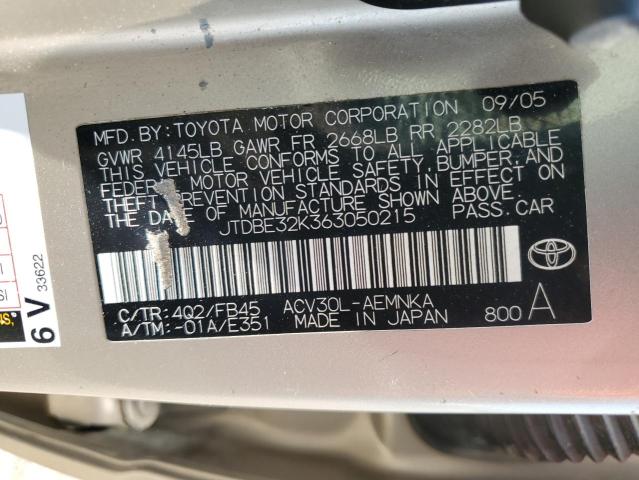 MFD. BY: TOYOTA MOTOR CORPORATION 09/05
GVWR 4145LB GAWR FR 2668LB RR 2282LB
THIS VEHICLE CONFORMS TO ALL APPLICABLE
FEDERAL MOTOR VEHICLE SAFETY, BUMPER, AND
THEFT PREVENTION STANDARDS IN EFFECT ON
THE DATE OF MANUFACTURE SHOWN ABOVE.
JTDBE32K363050215 PASS. CAR
C/TR: 4Q2/FB45 ACV30L-AEMNKA
A/TM: -01A/E351 MADE IN JAPAN 800 A
6 V 33622